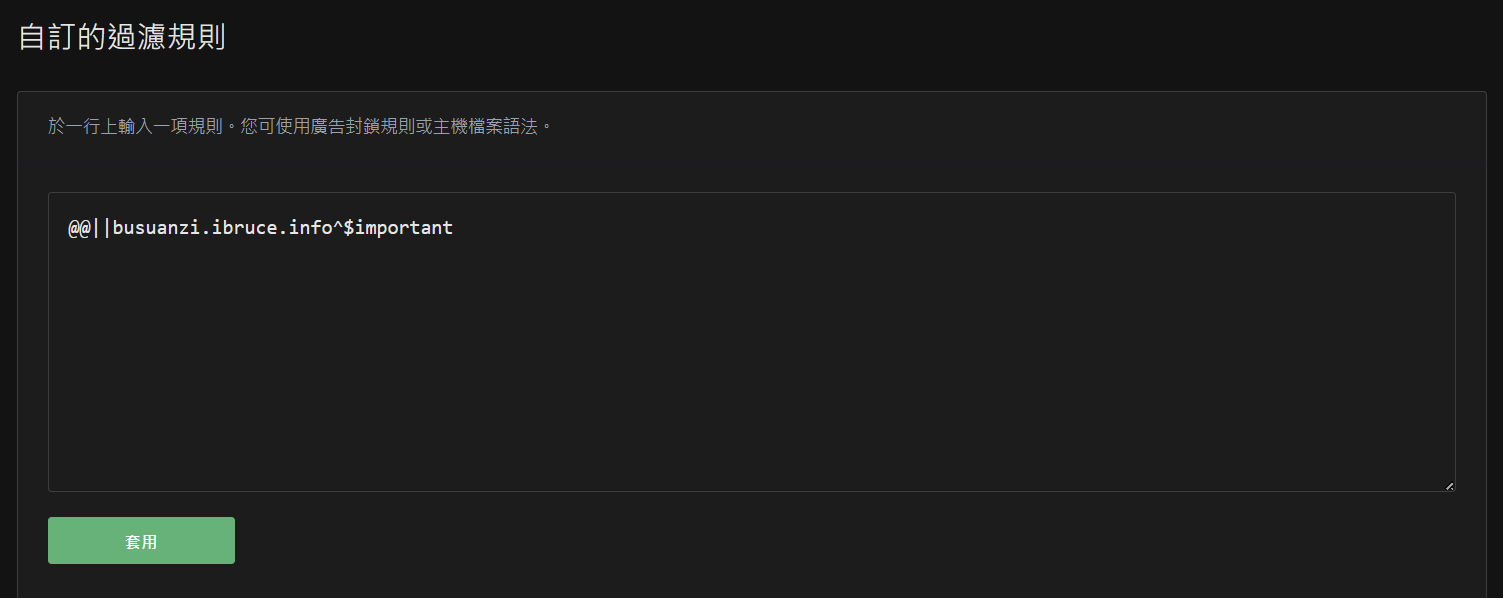 自訂的過濾規則
於一行上輸入一項規則。您可使用廣告封鎖規則或主機檔案語法。
@@||busuanzi.ibruce.info^$important
套用